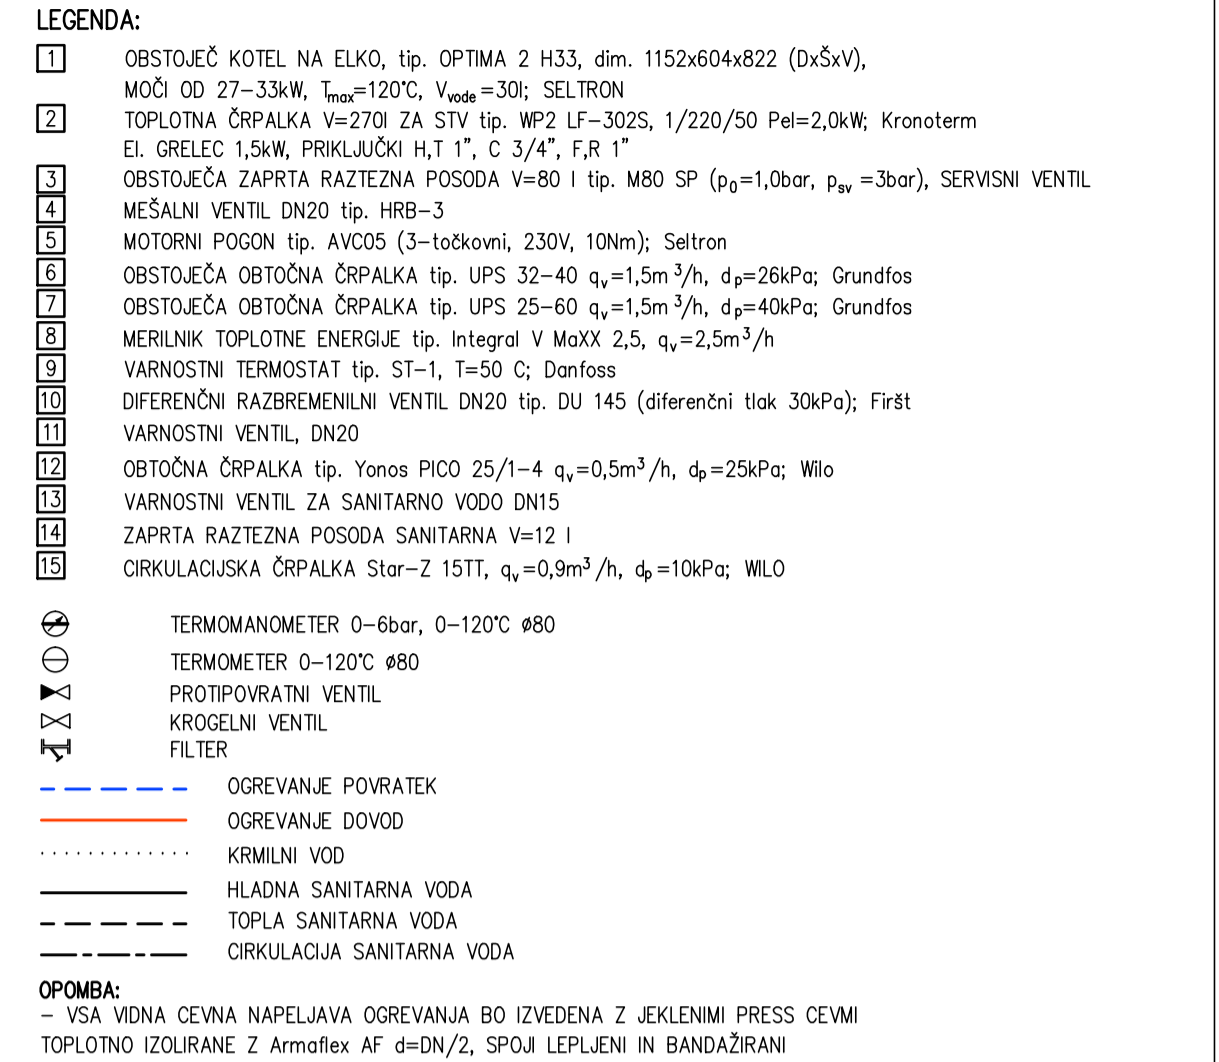 LEGENDA:
1 OBSTOJEČ KOTEL NA ELKO, tip. OPTIMA 2 H33, dim. 1152x604x822 (DxŠxV),
MOČI OD 27-33kW, Tmax=120°C, Vvode=30l; SELTRON
2 TOPLOTNA ČRPALKA V=270l ZA STV tip. WP2 LF-302S, 1/220/50 Pel=2,0kW; Kronoterm
El. GRELEC 1,5kW, PRIKLJUČKI H,T 1", C 3/4", F,R 1"
3 OBSTOJEČA ZAPRTA RAZTEZNA POSODA V=80 l tip. M80 SP (p0=1,0bar, psv =3bar), SERVISNI VENTIL
4 MEŠALNI VENTIL DN20 tip. HRB-3
5 MOTORNI POGON tip. AVC05 (3-točkovni, 230V, 10Nm); Seltron
6 OBSTOJEČA OBTOČNA ČRPALKA tip. UPS 32-40 qv=1,5m³/h, dp=26kPa; Grundfos
7 OBSTOJEČA OBTOČNA ČRPALKA tip. UPS 25-60 qv=1,5m³/h, dp=40kPa; Grundfos
8 MERILNIK TOPLOTNE ENERGIJE tip. Integral V MaXX 2,5, qv=2,5m³/h
9 VARNOSTNI TERMOSTAT tip. ST-1, T=50 C; Danfoss
10 DIFERENČNI RAZBREMENILNI VENTIL DN20 tip. DU 145 (diferenčni tlak 30kPa); Firšt
11 VARNOSTNI VENTIL, DN20
12 OBTOČNA ČRPALKA tip. Yonos PICO 25/1-4 qv=0,5m³/h, dp=25kPa; Wilo
13 VARNOSTNI VENTIL ZA SANITARNO VODO DN15
14 ZAPRTA RAZTEZNA POSODA SANITARNA V=12 l
15 CIRKULACIJSKA ČRPALKA Star-Z 15TT, qv=0,9m³/h, dp=10kPa; WILO
TERMOMANOMETER 0-6bar, 0-120°C ø80
TERMOMETER 0-120°C ø80
PROTIPOVRATNI VENTIL
KROGELNI VENTIL
FILTER
OGREVANJE POVRATEK
OGREVANJE DOVOD
KRMILNI VOD
HLADNA SANITARNA VODA
TOPLA SANITARNA VODA
CIRKULACIJA SANITARNA VODA
OPOMBA:
- VSA VIDNA CEVNA NAPELJAVA OGREVANJA BO IZVEDENA Z JEKLENIMI PRESS CEVMI
TOPLOTNO IZOLIRANE Z Armaflex AF d=DN/2, SPOJI LEPLJENI IN BANDAŽIRANI